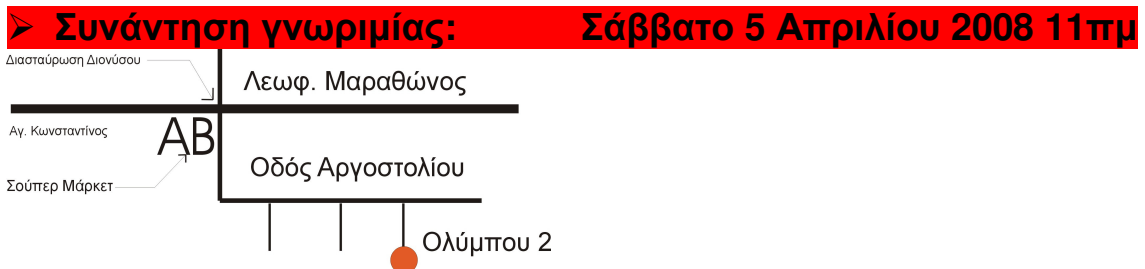 ➢ Συνάντηση γνωριμίας: Σάββατο 5 Απριλίου 2008 11πμ
Διασταύρωση Διονύσου
Λεωφ. Μαραθώνος
Αγ. Κωνσταντίνος
ΑΒ
Οδός Αργοστολίου
Σούπερ Μάρκετ
Ολύμπου 2